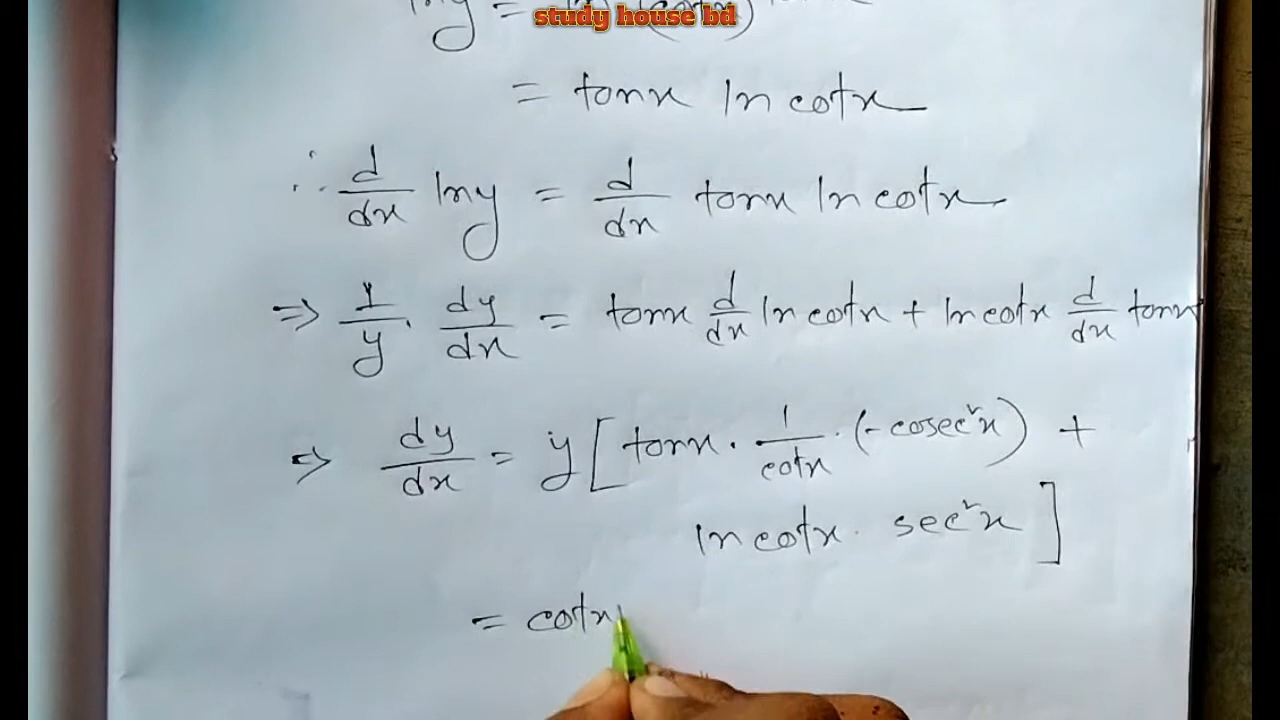 study house bd
lny =
= tanx ln cotx
∴ d/dx lny = d/dx tanx ln cotx
=> 1/y . dy/dx = tanx d/dx ln cotx + ln cotx d/dx tanx
=> dy/dx = y [ tanx . 1/cotx . (-cosec²x) +
ln cotx . sec²x ]
= cotx